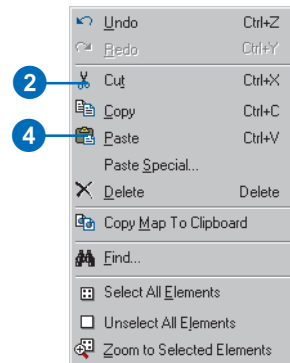 Undo Ctrl+Z
Redo Ctrl+Y
2 Cut Ctrl+X
Copy Ctrl+C
4 Paste Ctrl+V
Paste Special...
Delete Delete
Copy Map To Clipboard
Find...
Select All Elements
Unselect All Elements
Zoom to Selected Elements